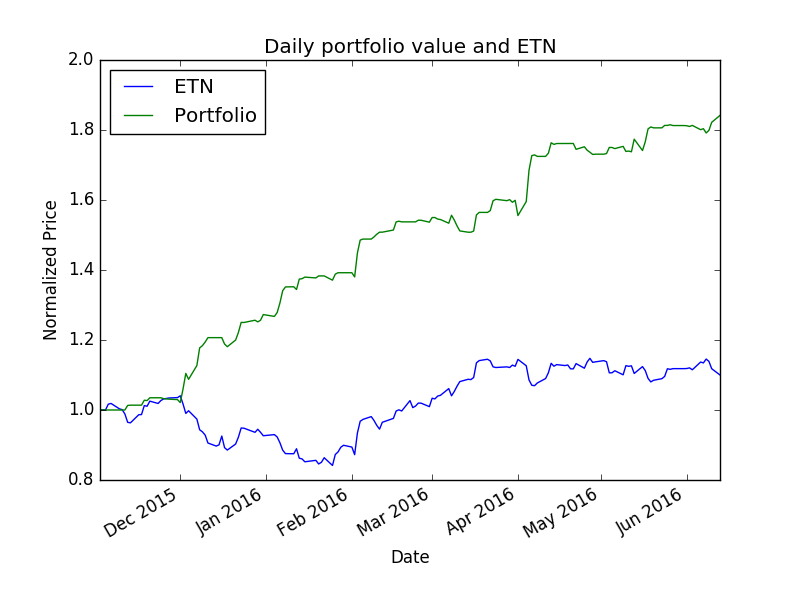 Daily portfolio value and ETN
2.0
1.8
1.6
1.4
1.2
1.0
0.8
Normalized Price
ETN
Portfolio
Dec 2015
Jan 2016
Feb 2016
Mar 2016
Apr 2016
May 2016
Jun 2016
Date